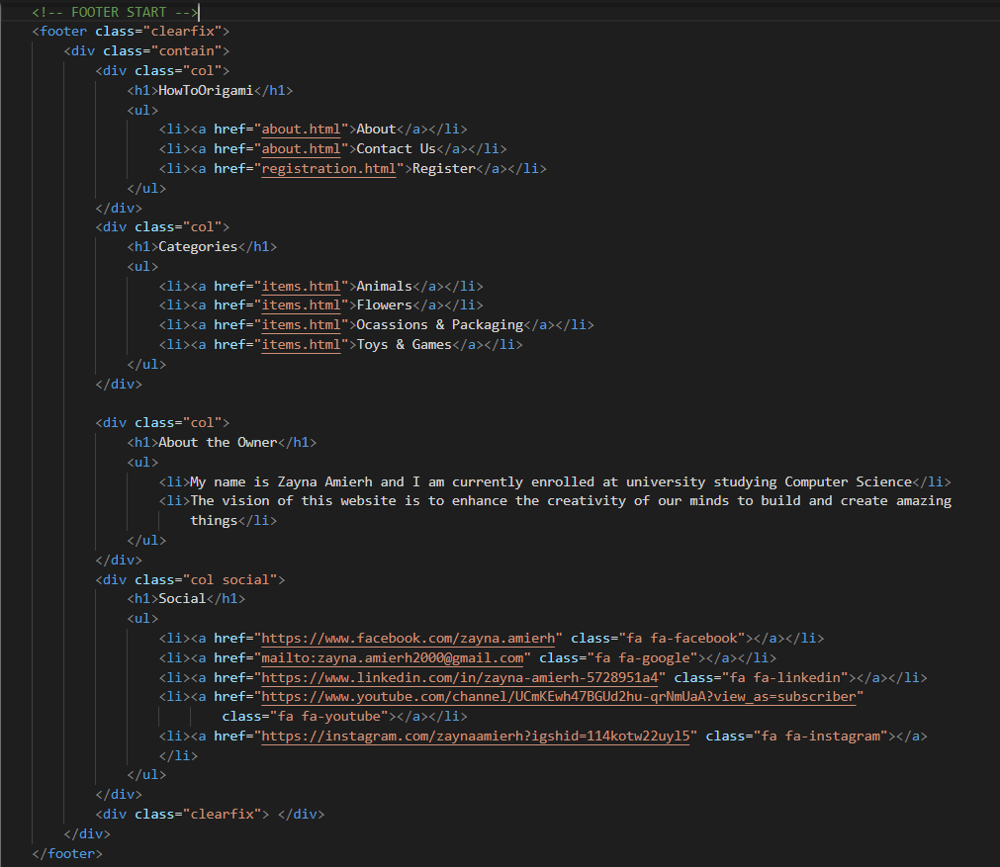 <!-- FOOTER START -->
<footer class="clearfix">
    <div class="contain">
        <div class="col">
            <h1>HowToOrigami</h1>
            <ul>
                <li><a href="about.html">About</a></li>
                <li><a href="about.html">Contact Us</a></li>
                <li><a href="registration.html">Register</a></li>
            </ul>
        </div>
        <div class="col">
            <h1>Categories</h1>
            <ul>
                <li><a href="items.html">Animals</a></li>
                <li><a href="items.html">Flowers</a></li>
                <li><a href="items.html">Ocassions & Packaging</a></li>
                <li><a href="items.html">Toys & Games</a></li>
            </ul>
        </div>

        <div class="col">
            <h1>About the Owner</h1>
            <ul>
                <li>My name is Zayna Amierh and I am currently enrolled at university studying Computer Science</li>
                <li>The vision of this website is to enhance the creativity of our minds to build and create amazing
                    things</li>
            </ul>
        </div>
        <div class="col social">
            <h1>Social</h1>
            <ul>
                <li><a href="https://www.facebook.com/zayna.amierh" class="fa fa-facebook"></a></li>
                <li><a href="mailto:zayna.amierh2000@gmail.com" class="fa fa-google"></a></li>
                <li><a href="https://www.linkedin.com/in/zayna-amierh-5728951a4" class="fa fa-linkedin"></a></li>
                <li><a href="https://www.youtube.com/channel/UCmKEwh47BGUd2hu-qrNmUaA?view_as=subscriber"
                        class="fa fa-youtube"></a></li>
                <li><a href="https://instagram.com/zaynaamierh?igshid=114kotw22uyl5" class="fa fa-instagram"></a>
                </li>
            </ul>
        </div>
        <div class="clearfix"> </div>
    </div>
</footer>